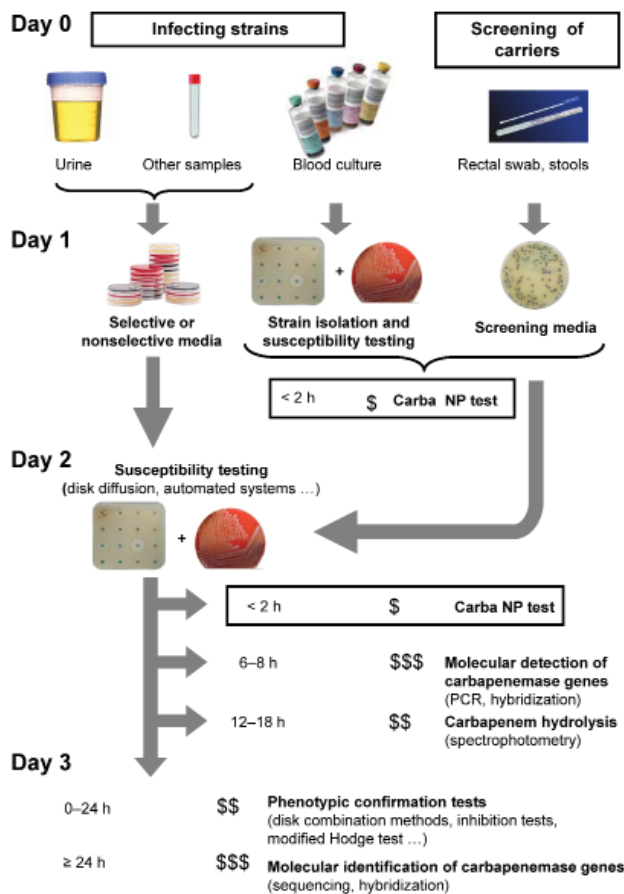 Day 0
Infecting strains
Screening of
carriers
Urine
Other samples
Blood culture
Rectal swab, stools
Day 1
+
Selective or
nonselective media
Strain isolation and
susceptibility testing
Screening media
< 2 h $ Carba NP test
Day 2
Susceptibility testing
(disk diffusion, automated systems …)
+
< 2 h $ Carba NP test
6–8 h $$$ Molecular detection of
carbapenemase genes
(PCR, hybridization)
12–18 h $$ Carbapenem hydrolysis
(spectrophotometry)
Day 3
0–24 h $$ Phenotypic confirmation tests
(disk combination methods, inhibition tests,
modified Hodge test …)
≥ 24 h $$$ Molecular identification of carbapenemase genes
(sequencing, hybridization)